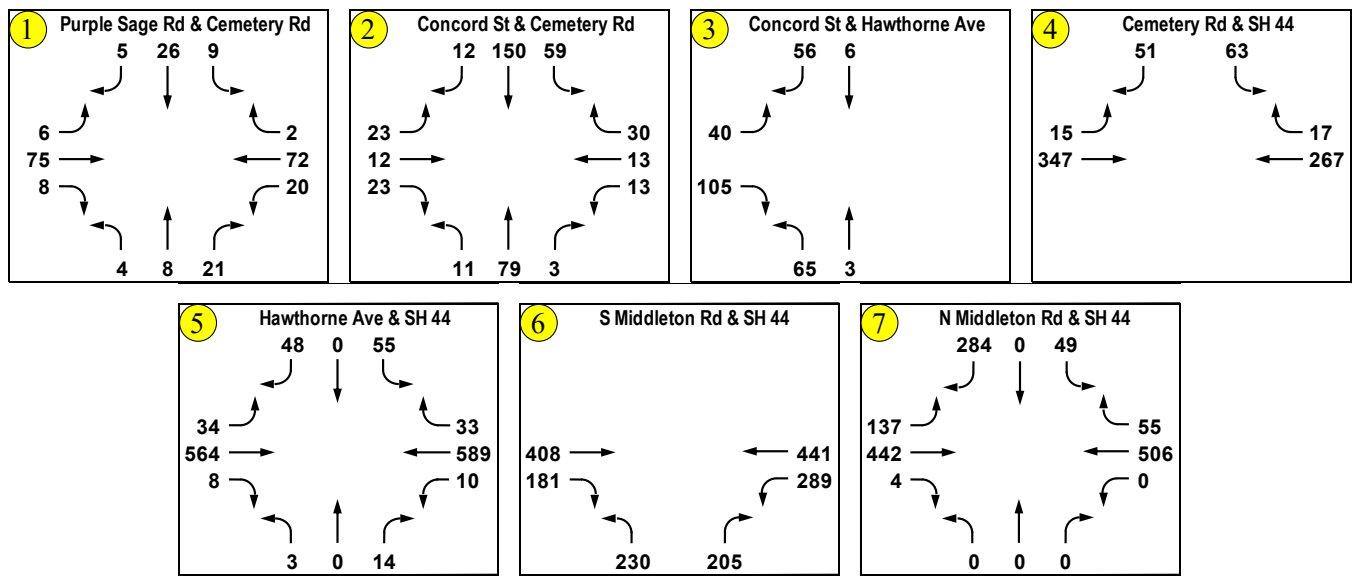 1 Purple Sage Rd & Cemetery Rd
5 26 9
6 2
75 72
8 20
4 8 21
2 Concord St & Cemetery Rd
12 150 59
23 30
12 13
23 13
11 79 3
3 Concord St & Hawthorne Ave
56 6
40
105
65 3
4 Cemetery Rd & SH 44
51 63
15 17
347 267
5 Hawthorne Ave & SH 44
48 0 55
34 33
564 589
8 10
3 0 14
6 S Middleton Rd & SH 44
408 441
181 289
230 205
7 N Middleton Rd & SH 44
284 0 49
137 55
442 506
4 0
0 0 0